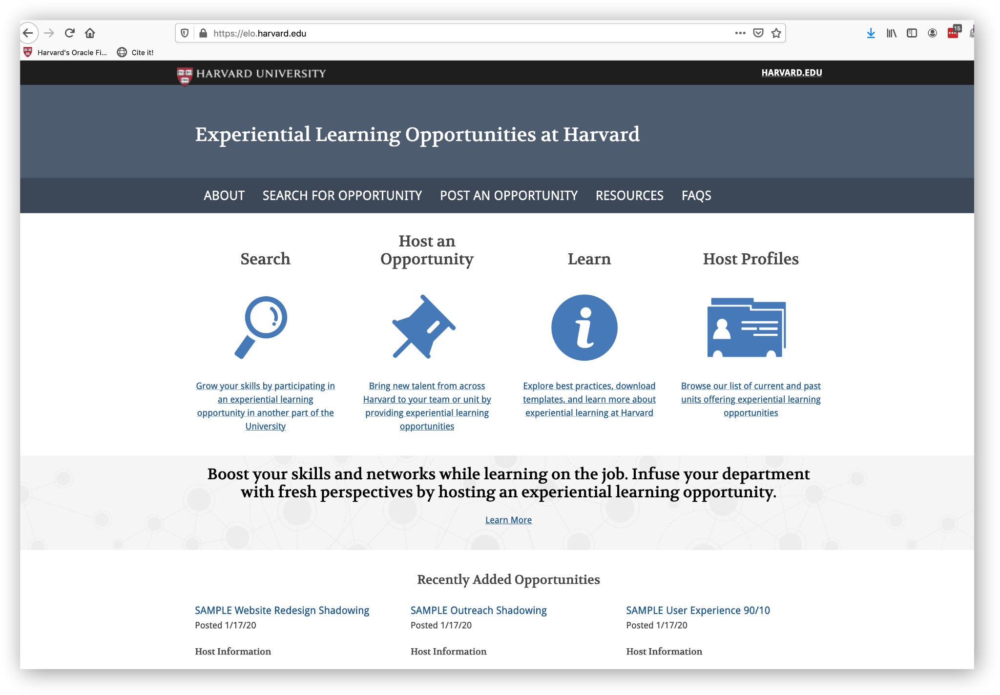 https://elo.harvard.edu
15
Harvard's Oracle Fi...
Cite it!
HARVARD UNIVERSITY
HARVARD.EDU
Experiential Learning Opportunities at Harvard
ABOUT SEARCH FOR OPPORTUNITY POST AN OPPORTUNITY RESOURCES FAQS
Search
Host an
Opportunity
Learn
Host Profiles
Grow your skills by participating in
an experiential learning
opportunity in another part of the
University
Bring new talent from across
Harvard to your team or unit by
providing experiential learning
opportunities
Explore best practices, download
templates, and learn more about
experiential learning at Harvard
Browse our list of current and past
units offering experiential learning
opportunities
Boost your skills and networks while learning on the job. Infuse your department
with fresh perspectives by hosting an experiential learning opportunity.
Learn More
Recently Added Opportunities
SAMPLE Website Redesign Shadowing
Posted 1/17/20
Host Information
SAMPLE Outreach Shadowing
Posted 1/17/20
Host Information
SAMPLE User Experience 90/10
Posted 1/17/20
Host Information